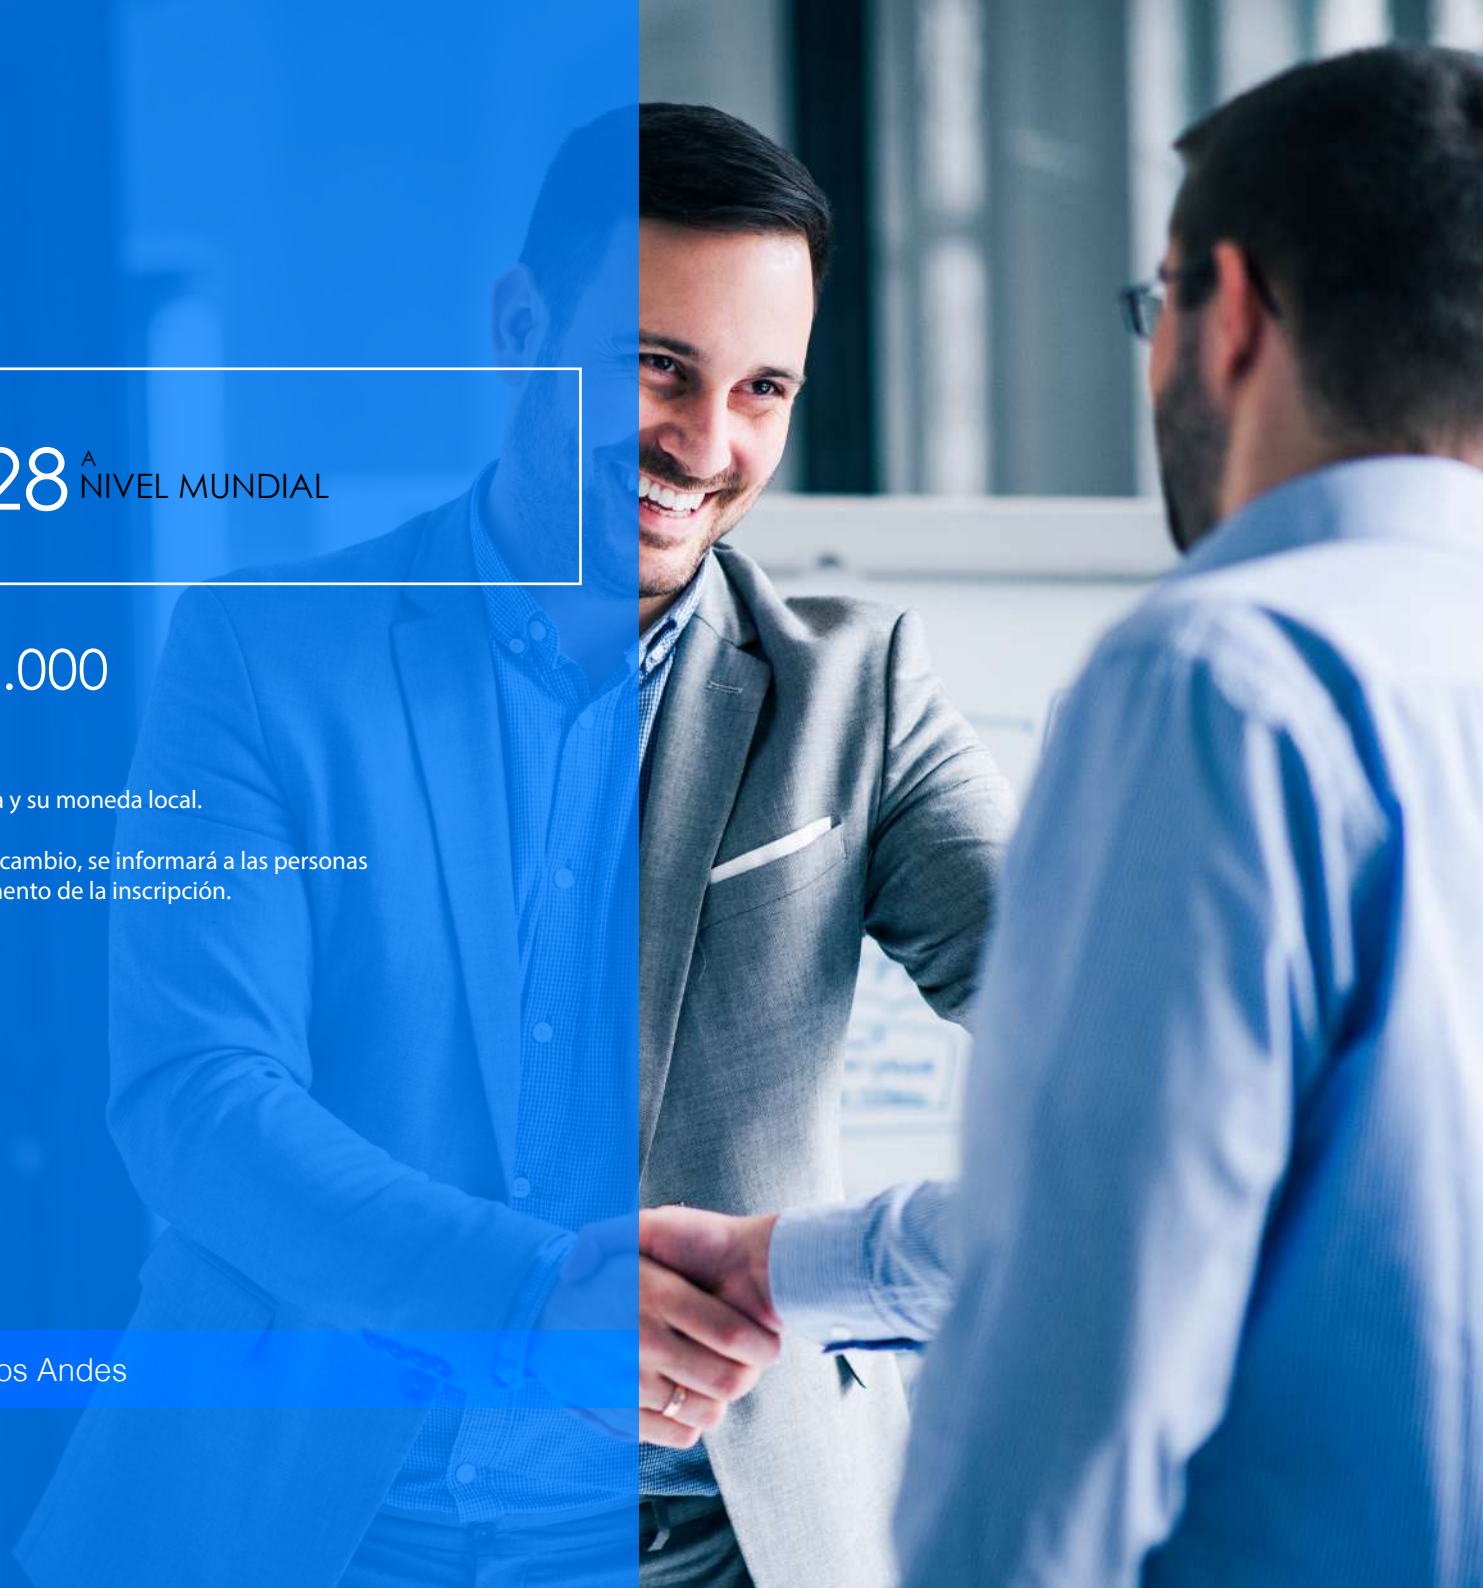 28 A
NIVEL MUNDIAL
.000
y su moneda local.
cambio, se informará a las personas
ento de la inscripción.
os Andes